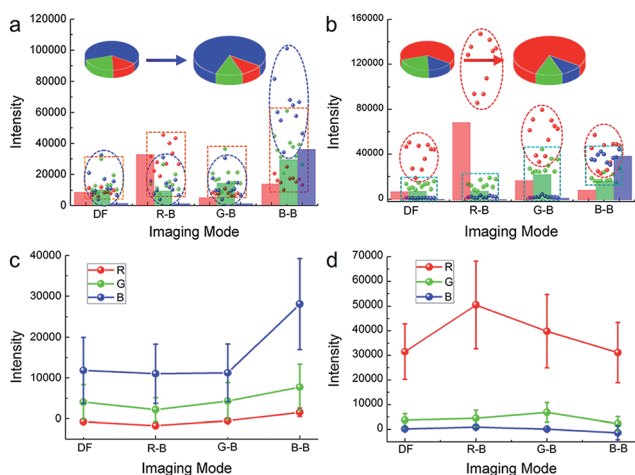 a
120000
100000
80000
60000
40000
20000
0
Intensity
DF R-B G-B B-B
Imaging Mode
b
160000
120000
80000
40000
0
Intensity
DF R-B G-B B-B
Imaging Mode
c
40000
30000
20000
10000
0
Intensity
R
G
B
DF R-B G-B B-B
Imaging Mode
d
70000
60000
50000
40000
30000
20000
10000
0
Intensity
R
G
B
DF R-B G-B B-B
Imaging Mode